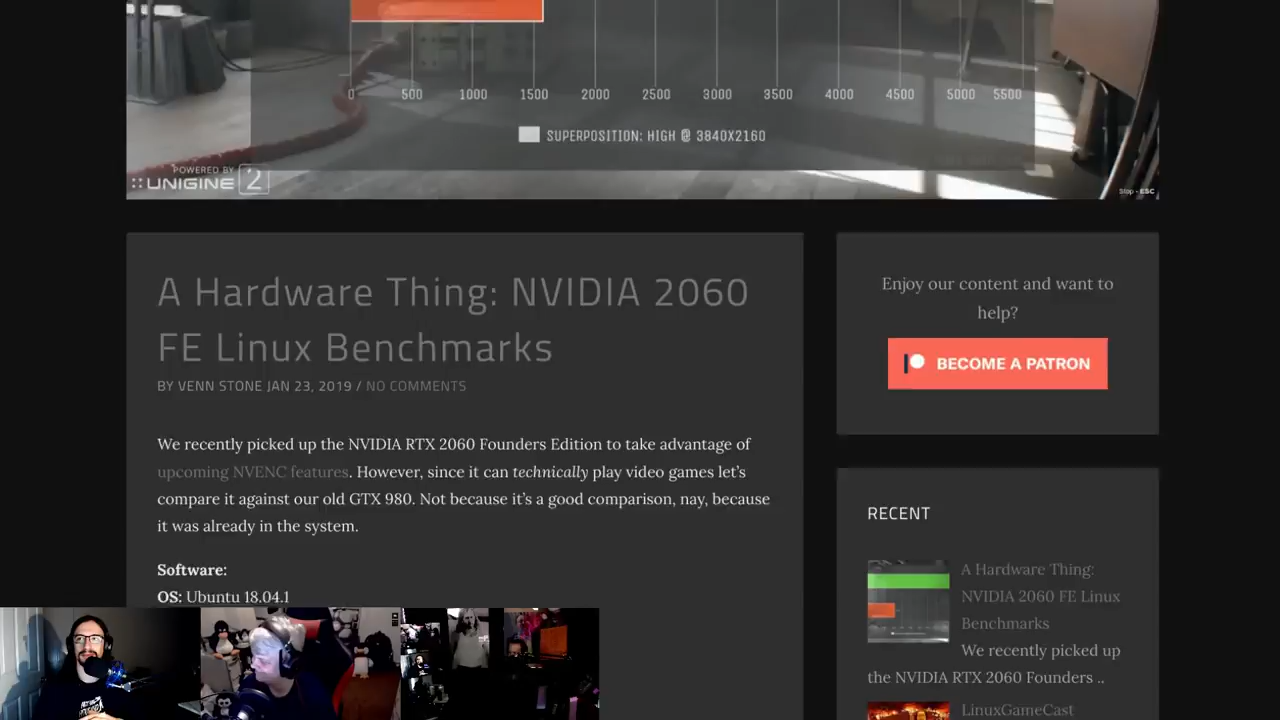 0 500 1000 1500 2000 2500 3000 3500 4000 4500 5000 5500
SUPERPOSITION: HIGH @ 3840X2160
POWERED BY
UNIGINE 2
Stop - ESC
A Hardware Thing: NVIDIA 2060
FE Linux Benchmarks
BY VENN STONE JAN 23, 2019 / NO COMMENTS
We recently picked up the NVIDIA RTX 2060 Founders Edition to take advantage of
upcoming NVENC features. However, since it can technically play video games let's
compare it against our old GTX 980. Not because it's a good comparison, nay, because
it was already in the system.
Software:
OS: Ubuntu 18.04.1
Enjoy our content and want to
help?
BECOME A PATRON
RECENT
A Hardware Thing:
NVIDIA 2060 FE Linux
Benchmarks
We recently picked up
the NVIDIA RTX 2060 Founders ..
LinuxGameCast